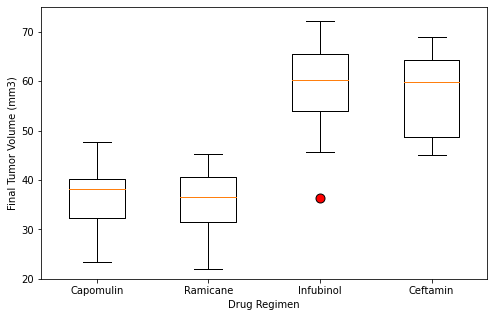 70
60
50
40
30
20
Final Tumor Volume (mm3)
Capomulin Ramicane Infubinol Ceftamin
Drug Regimen